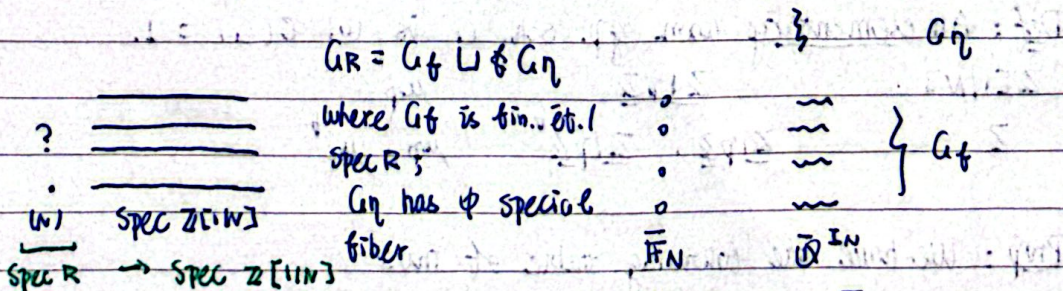 G_R = G_f ⊔ G_η
G_η
where G_f is fin. ét. /
Spec R ;
} G_f
?
G_η has φ special
fiber
(N) Spec Z[1/N]
F̄_N
Q̄^{I_N}
Spec R → Spec Z[1/N]